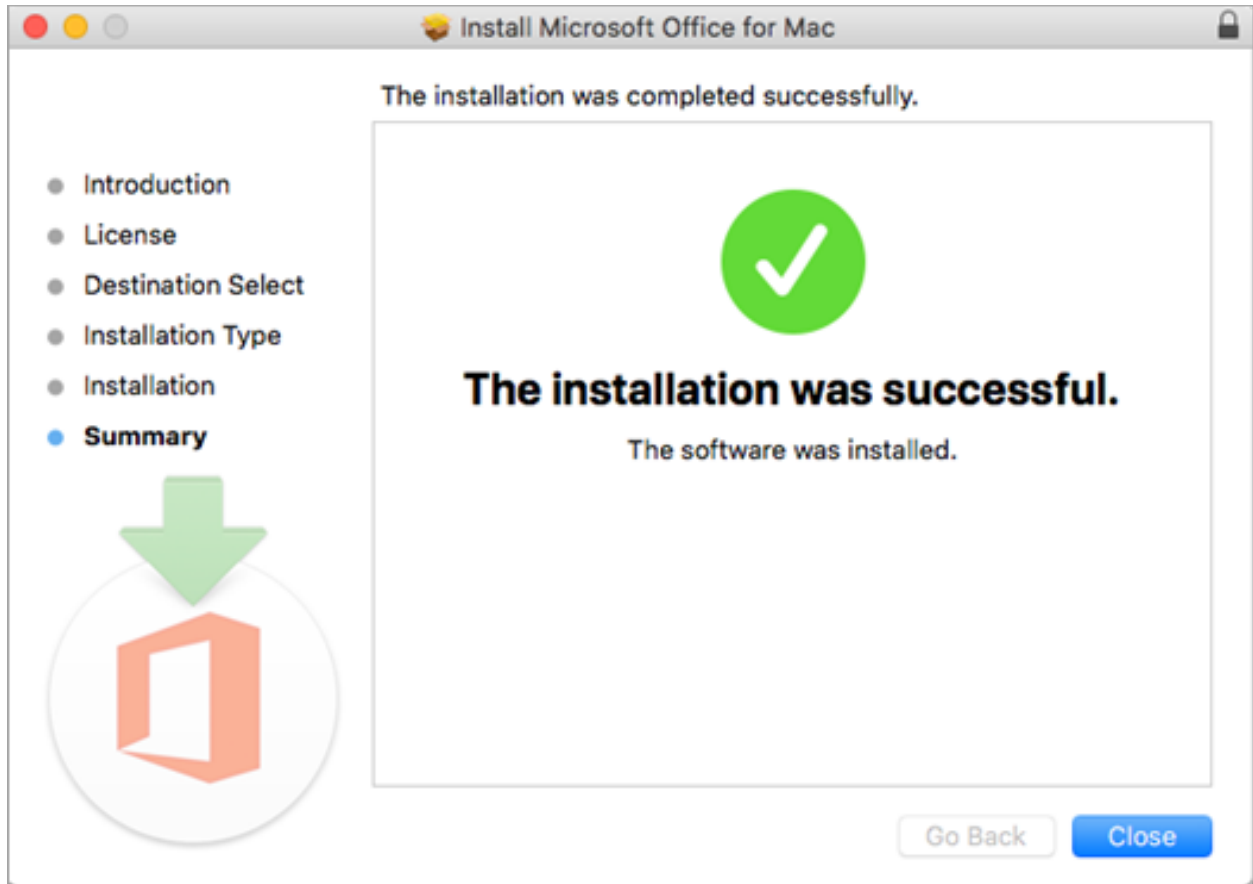 Install Microsoft Office for Mac
The installation was completed successfully.
Introduction
License
Destination Select
Installation Type
Installation
Summary
The installation was successful.
The software was installed.
Go Back
Close